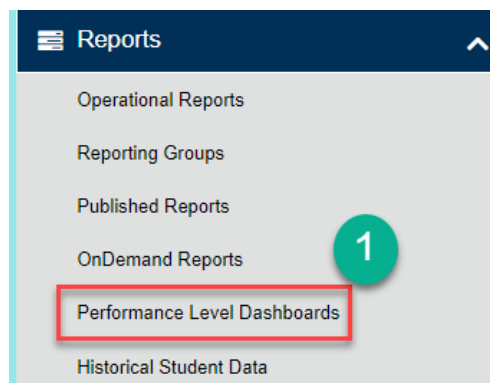 Reports
Operational Reports
Reporting Groups
Published Reports
OnDemand Reports
1
Performance Level Dashboards
Historical Student Data